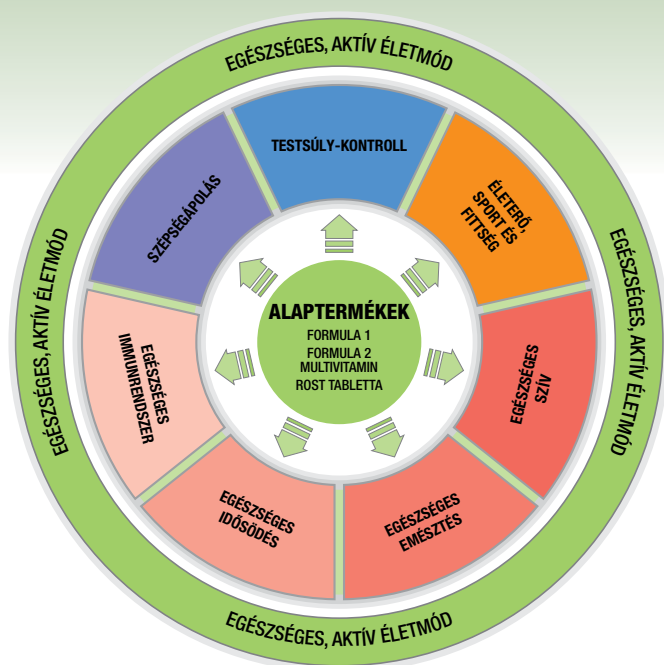 EGÉSZSÉGES, AKTÍV ÉLETMÓD
TESTSÚLY-KONTROLL
ÉLETERŐ,
SPORT ÉS
FITTSÉG
EGÉSZSÉGES
SZÍV
EGÉSZSÉGES
EMÉSZTÉS
EGÉSZSÉGES
IDŐSÖDÉS
EGÉSZSÉGES
IMMUNRENDSZER
SZÉPSÉGÁPOLÁS
ALAPTERMÉKEK
FORMULA 1
FORMULA 2
MULTIVITAMIN
ROST TABLETTA
EGÉSZSÉGES, AKTÍV ÉLETMÓD
EGÉSZSÉGES, AKTÍV ÉLETMÓD
EGÉSZSÉGES, AKTÍV ÉLETMÓD